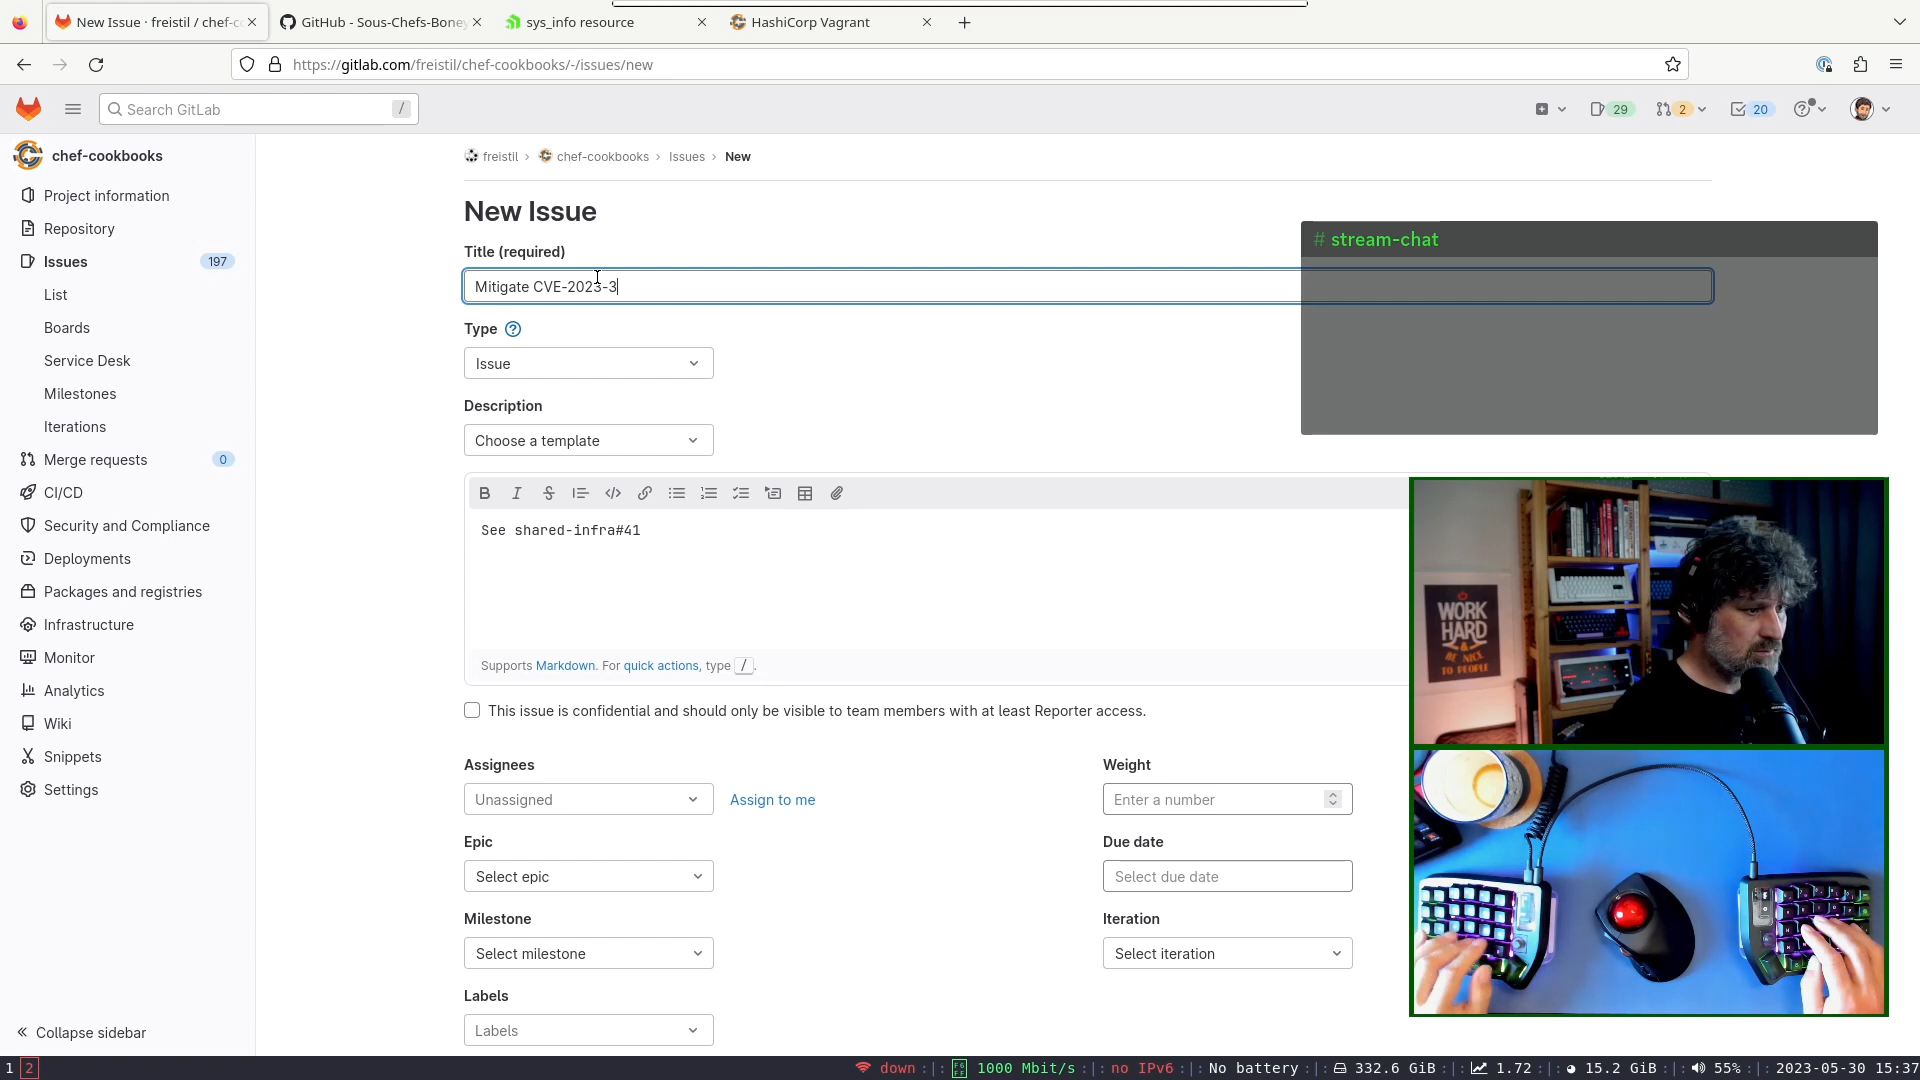 New Issue · freistil / chef-c
GitHub - Sous-Chefs-Boney
sys_info resource
HashiCorp Vagrant
https://gitlab.com/freistil/chef-cookbooks/-/issues/new
Search GitLab
/
29
2
20
chef-cookbooks
freistil › chef-cookbooks › Issues › New
Project information
Repository
Issues 197
List
Boards
Service Desk
Milestones
Iterations
Merge requests 0
CI/CD
Security and Compliance
Deployments
Packages and registries
Infrastructure
Monitor
Analytics
Wiki
Snippets
Settings
Collapse sidebar
New Issue
Title (required)
Mitigate CVE-2023-3
Type ?
Issue
Description
Choose a template
See shared-infra#41
Supports Markdown. For quick actions, type /.
This issue is confidential and should only be visible to team members with at least Reporter access.
Assignees
Unassigned
Assign to me
Weight
Enter a number
Epic
Select epic
Due date
Select due date
Milestone
Select milestone
Iteration
Select iteration
Labels
Labels
# stream-chat
WORK
HARD
& BE NICE
TO PEOPLE
1 2
down :|: 1000 Mbit/s :|: no IPv6 :|: No battery :|: 332.6 GiB :|: 1.72 :|: 15.2 GiB :|: 55% :|: 2023-05-30 15:37